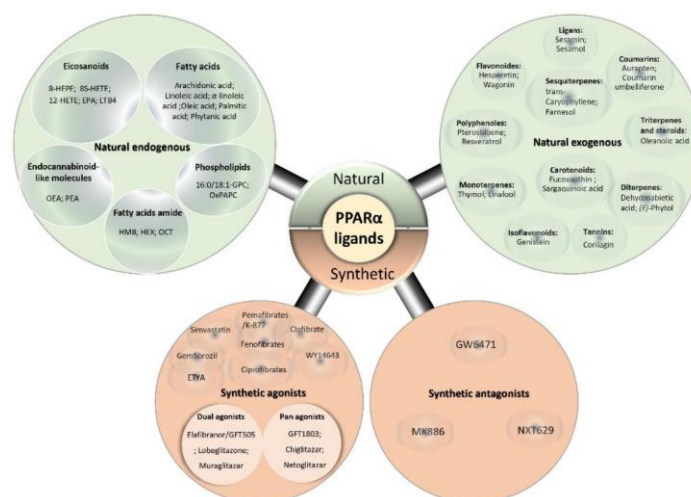 Eicosanoids
8-HEPE; 8S-HETE;
12-HETE; EPA; LTB4
Fatty acids
Arachidonic acid;
Linoleic acid; α-linoleic
acid ;Oleic acid; Palmitic
acid; Phytanic acid
Natural endogenous
Endocannabinoid-
like molecules
OEA; PEA
Phospholipids
16:0/18:1-GPC;
OxPAPC
Fatty acids amide
HMB; HEX; OCT
Natural
PPARα
ligands
Synthetic
Ligans:
Sesamin;
Sesamol
Flavonoides:
Hesperetin;
Wagonin
Coumarins:
Aurapten;
Coumarin
umbelliferone
Sesquiterpenes:
trans-
Caryophyllene;
Farnesol
Polyphenoles:
Pterostilbene;
Resveratrol
Natural exogenous
Triterpenes
and steroids:
Oleanolic acid
Carotenoids:
Fucoxanthin ;
Sargaquinoic acid
Monoterpenes:
Thymol; Linalool
Diterpenes:
Dehydroabietic
acid; (E)-Phytol
Isoflavonoids:
Genistein
Tannins:
Corilagin
Pemafibrates
/K-877
Simvastatin
Clofibrate
Fenofibrates
Gemfibrozil
WY14643
ETYA
Ciprofibrates
Synthetic agonists
Dual agonists
Elafibranor/GFT505
; Lobeglitazone;
Muraglitazar
Pan agonists
GFT1803;
Chiglitazar;
Netoglitazar
GW6471
Synthetic antagonists
MK886
NXT629